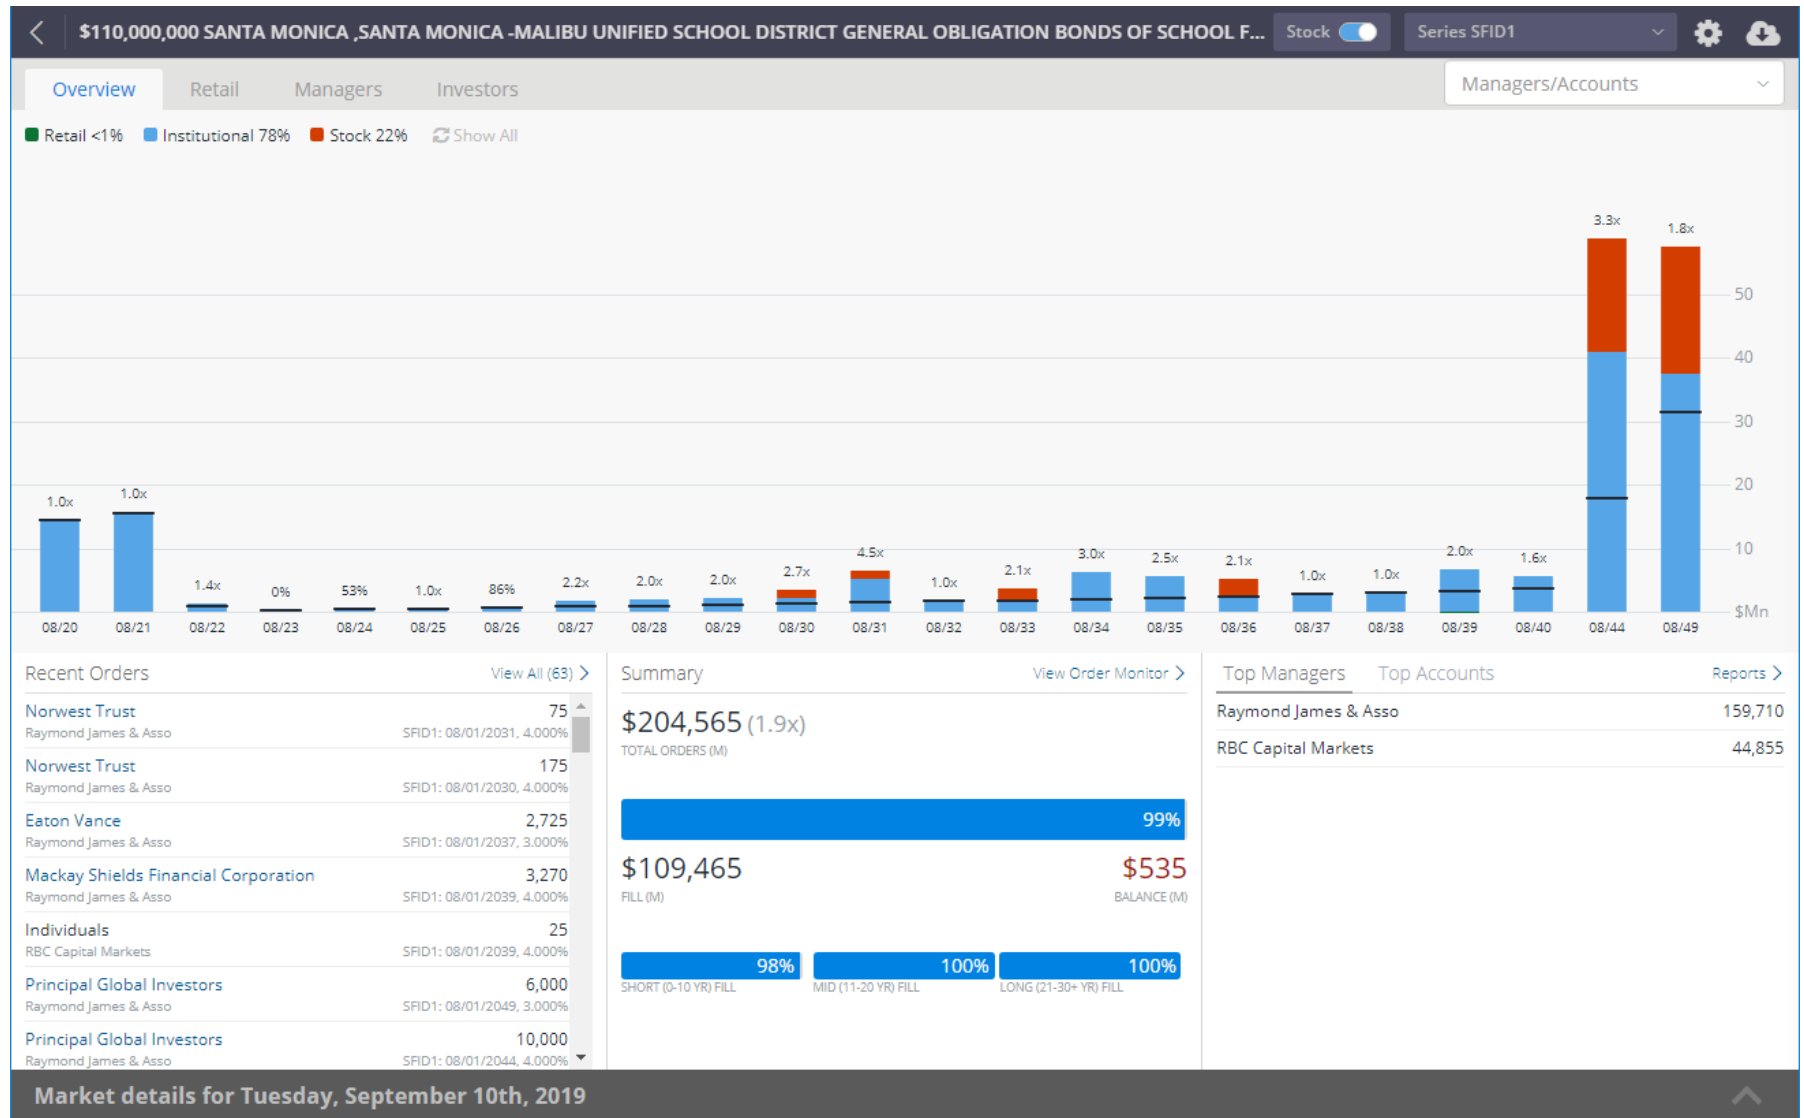 $110,000,000 SANTA MONICA ,SANTA MONICA -MALIBU UNIFIED SCHOOL DISTRICT GENERAL OBLIGATION BONDS OF SCHOOL F... Stock Series SFID1
Overview Retail Managers Investors Managers/Accounts
Retail <1% Institutional 78% Stock 22% Show All
3.3x
1.8x
50
40
30
20
1.0x 1.0x
10
1.4x 0% 53% 1.0x 86% 2.2x 2.0x 2.0x 2.7x 4.5x 1.0x 2.1x 3.0x 2.5x 2.1x 1.0x 1.0x 2.0x 1.6x
$Mn
08/20 08/21 08/22 08/23 08/24 08/25 08/26 08/27 08/28 08/29 08/30 08/31 08/32 08/33 08/34 08/35 08/36 08/37 08/38 08/39 08/40 08/44 08/49
Recent Orders View All (63)
Norwest Trust 75
Raymond James & Asso SFID1: 08/01/2031, 4.000%
Norwest Trust 175
Raymond James & Asso SFID1: 08/01/2030, 4.000%
Eaton Vance 2,725
Raymond James & Asso SFID1: 08/01/2037, 3.000%
Mackay Shields Financial Corporation 3,270
Raymond James & Asso SFID1: 08/01/2039, 4.000%
Individuals 25
RBC Capital Markets SFID1: 08/01/2039, 4.000%
Principal Global Investors 6,000
Raymond James & Asso SFID1: 08/01/2049, 3.000%
Principal Global Investors 10,000
Raymond James & Asso SFID1: 08/01/2044, 4.000%
Summary View Order Monitor
$204,565 (1.9x)
TOTAL ORDERS (M)
99%
$109,465 $535
FILL (M) BALANCE (M)
98% 100% 100%
SHORT (0-10 YR) FILL MID (11-20 YR) FILL LONG (21-30+ YR) FILL
Top Managers Top Accounts Reports
Raymond James & Asso 159,710
RBC Capital Markets 44,855
Market details for Tuesday, September 10th, 2019